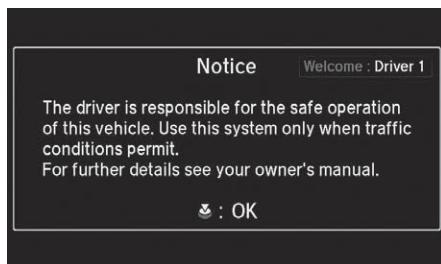 Notice
Welcome : Driver 1
The driver is responsible for the safe operation
of this vehicle. Use this system only when traffic
conditions permit.
For further details see your owner's manual.
: OK